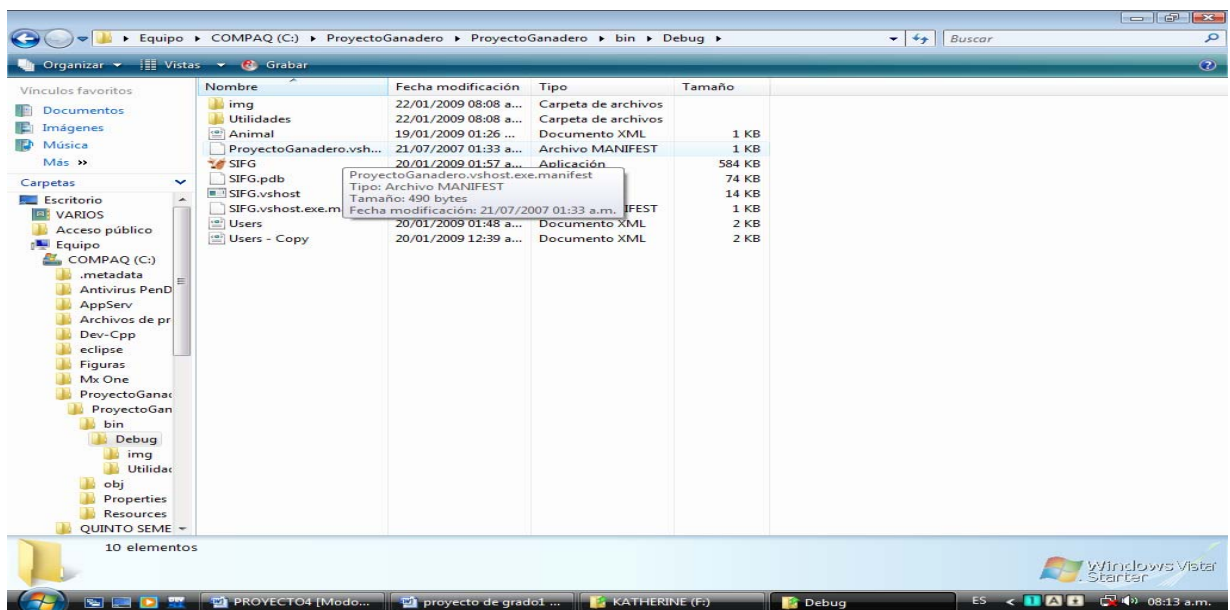 Equipo ▸ COMPAQ (C:) ▸ ProyectoGanadero ▸ ProyectoGanadero ▸ bin ▸ Debug ▸
Buscar
Organizar Vistas Grabar
Vínculos favoritos
Documentos
Imágenes
Música
Más »
Carpetas
Escritorio
VARIOS
Acceso público
Equipo
COMPAQ (C:)
.metadata
Antivirus PenD
AppServ
Archivos de pr
Dev-Cpp
eclipse
Figuras
Mx One
ProyectoGanad
ProyectoGan
bin
Debug
img
Utilidad
obj
Properties
Resources
QUINTO SEME
Nombre Fecha modificación Tipo Tamaño
img 22/01/2009 08:08 a... Carpeta de archivos
Utilidades 22/01/2009 08:08 a... Carpeta de archivos
Animal 19/01/2009 01:26 ... Documento XML 1 KB
ProyectoGanadero.vsh... 21/07/2007 01:33 a... Archivo MANIFEST 1 KB
SIFG 20/01/2009 01:57 a... Aplicación 584 KB
SIFG.pdb 74 KB
SIFG.vshost 14 KB
SIFG.vshost.exe.m IFEST 1 KB
Users 20/01/2009 01:48 a... Documento XML 2 KB
Users - Copy 20/01/2009 12:39 a... Documento XML 2 KB
ProyectoGanadero.vshost.exe.manifest
Tipo: Archivo MANIFEST
Tamaño: 490 bytes
Fecha modificación: 21/07/2007 01:33 a.m.
10 elementos
Windows Vista
Starter
PROYECTO4 [Modo... proyecto de grado1 ... KATHERINE (F:) Debug ES < 1 A 08:13 a.m.